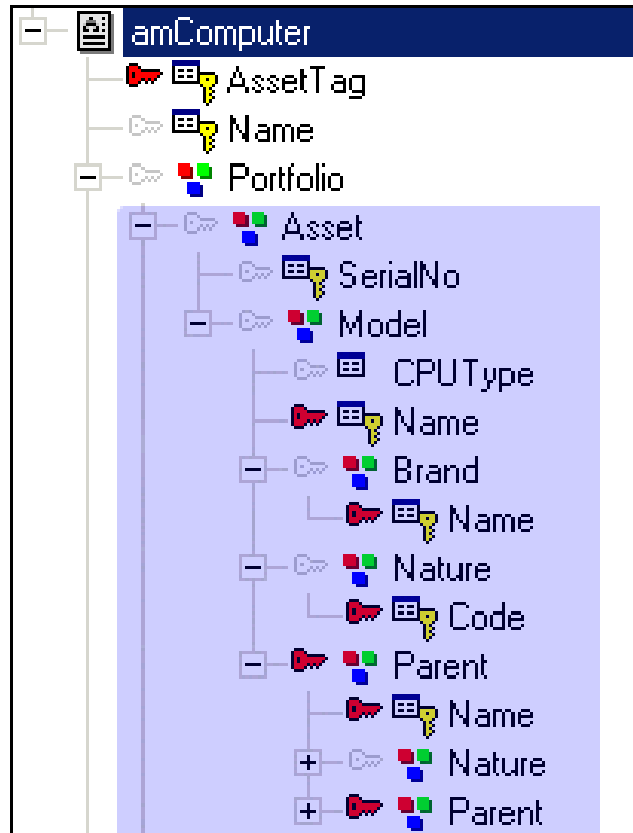 amComputer
AssetTag
Name
Portfolio
Asset
SerialNo
Model
CPUType
Name
Brand
Name
Nature
Code
Parent
Name
Nature
Parent